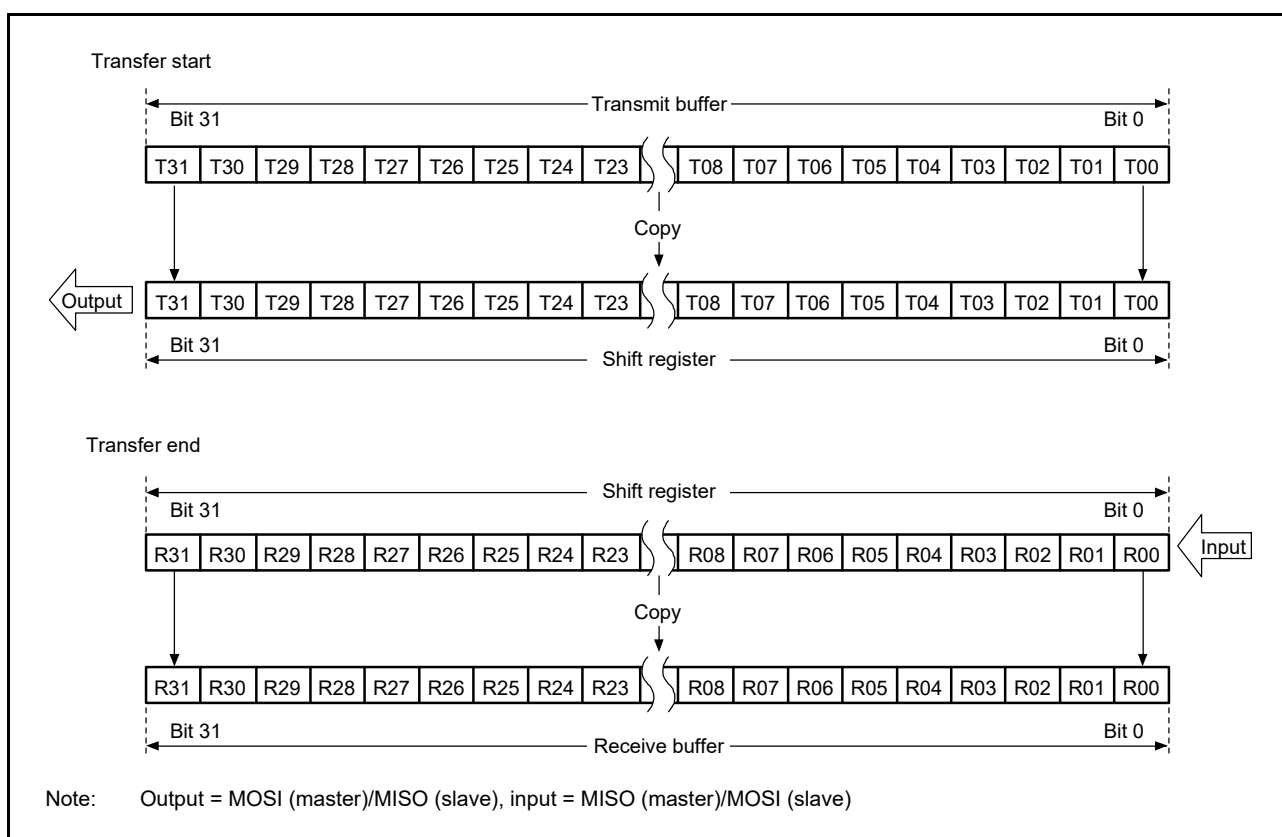 Transfer start
Transmit buffer
Bit 31 Bit 0
T31 T30 T29 T28 T27 T26 T25 T24 T23 T08 T07 T06 T05 T04 T03 T02 T01 T00
Copy
Output T31 T30 T29 T28 T27 T26 T25 T24 T23 T08 T07 T06 T05 T04 T03 T02 T01 T00
Bit 31 Bit 0
Shift register
Transfer end
Shift register
Bit 31 Bit 0
R31 R30 R29 R28 R27 R26 R25 R24 R23 R08 R07 R06 R05 R04 R03 R02 R01 R00 Input
Copy
R31 R30 R29 R28 R27 R26 R25 R24 R23 R08 R07 R06 R05 R04 R03 R02 R01 R00
Bit 31 Bit 0
Receive buffer
Note: Output = MOSI (master)/MISO (slave), input = MISO (master)/MOSI (slave)